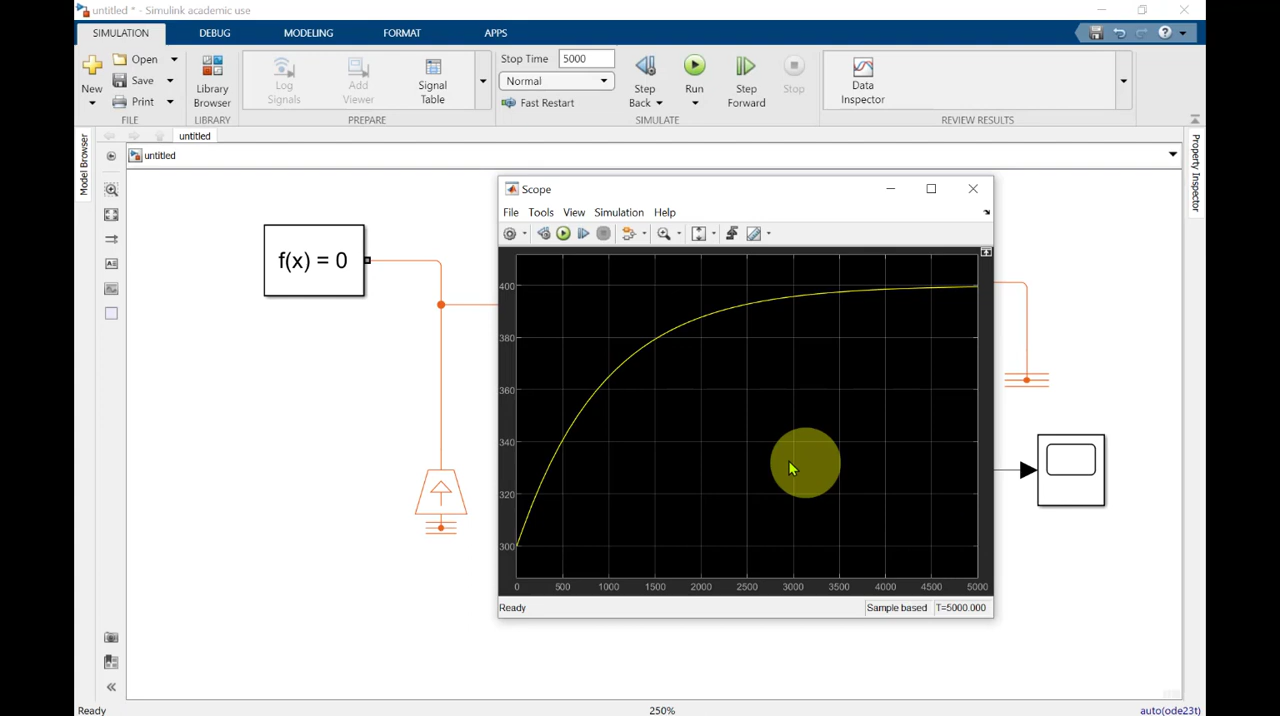 untitled * - Simulink academic use
SIMULATION DEBUG MODELING FORMAT APPS
New
Open
Save
Print
FILE
Library
Browser
LIBRARY
Log
Signals
Add
Viewer
Signal
Table
PREPARE
Stop Time 5000
Normal
Fast Restart
Step
Back
Run
Step
Forward
Stop
SIMULATE
Data
Inspector
REVIEW RESULTS
Model Browser
untitled
untitled
Property Inspector
f(x) = 0
Scope
File Tools View Simulation Help
400
380
360
340
320
300
0 500 1000 1500 2000 2500 3000 3500 4000 4500 5000
Ready Sample based T=5000.000
Ready 250% auto(ode23t)